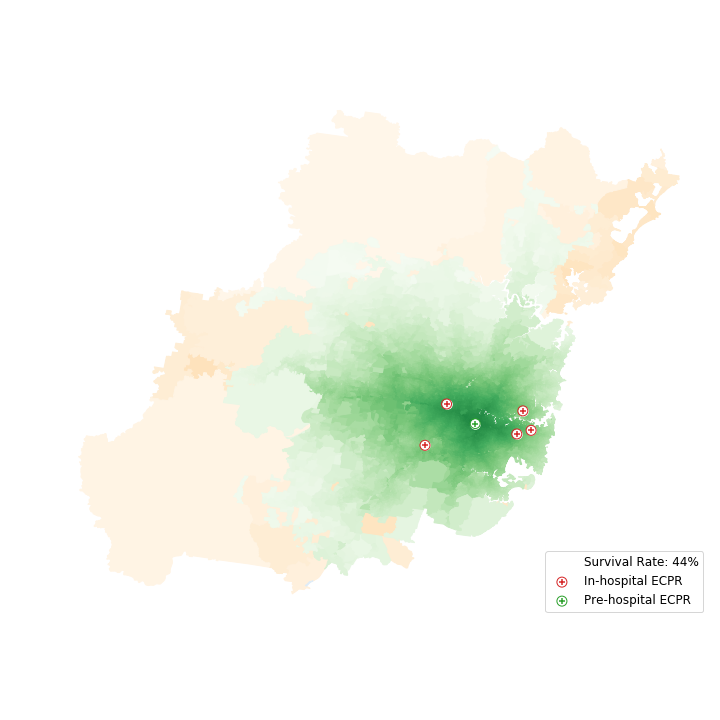 Survival Rate: 44%
In-hospital ECPR
Pre-hospital ECPR